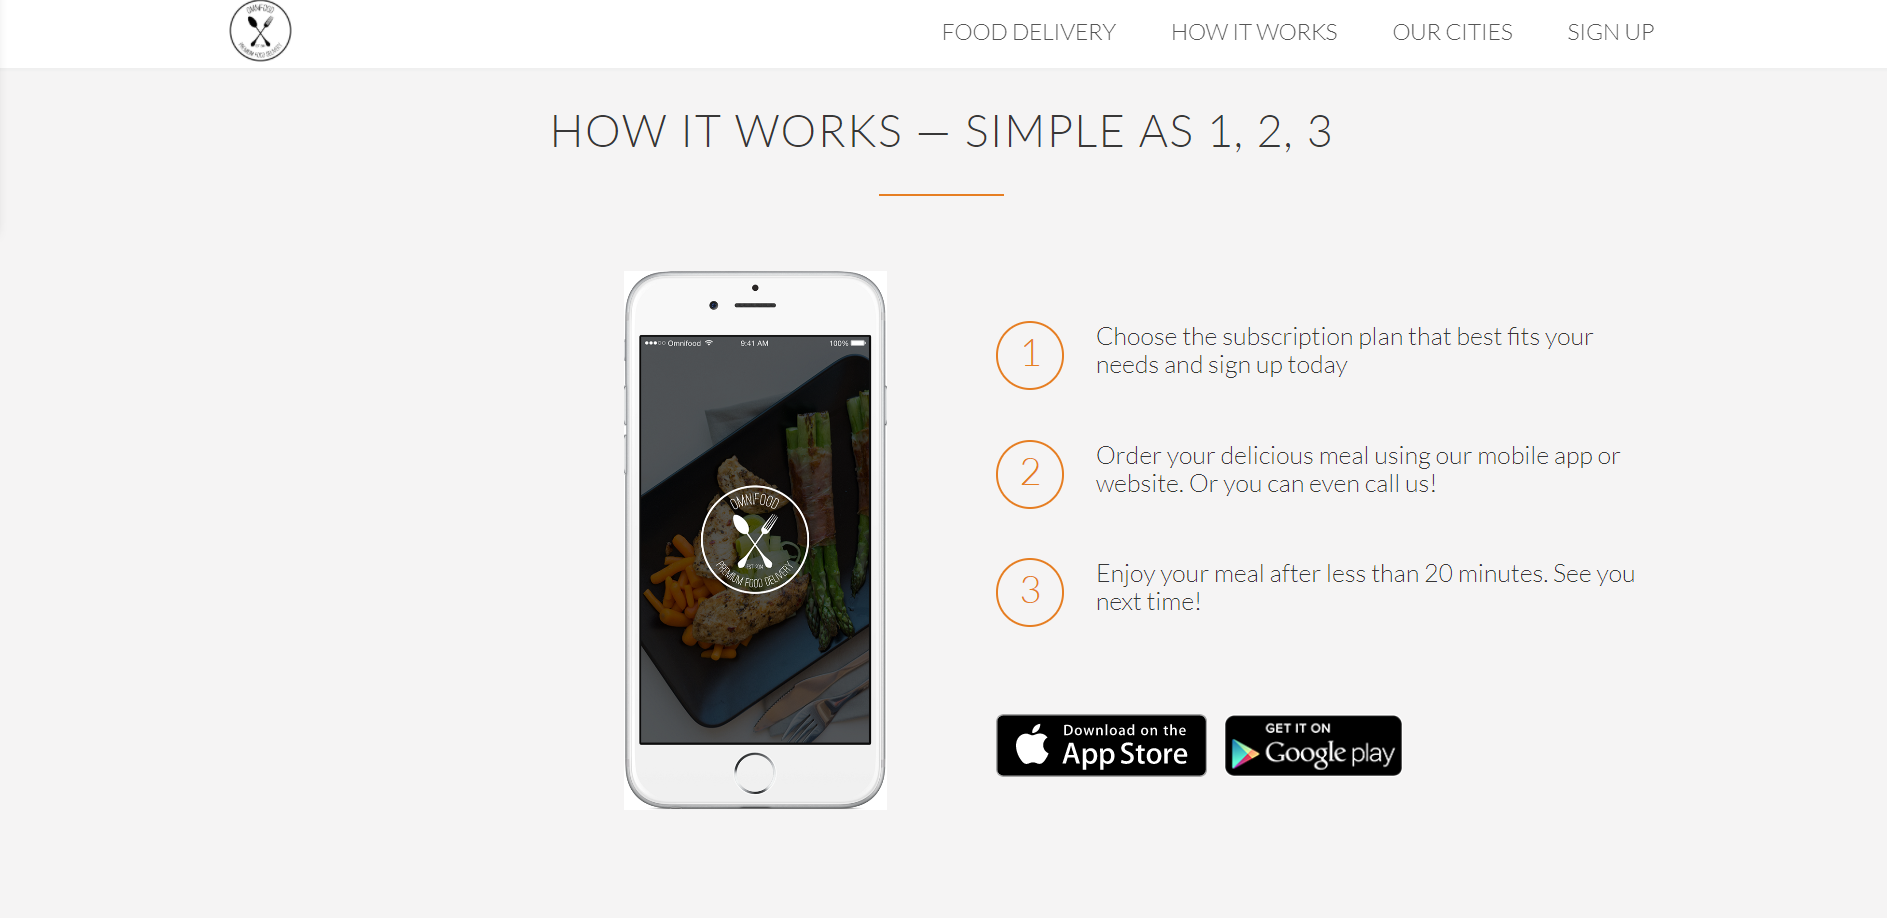 OMNIFOOD
PREMIUM FOOD DELIVERY
FOOD DELIVERY
HOW IT WORKS
OUR CITIES
SIGN UP
HOW IT WORKS — SIMPLE AS 1, 2, 3
Omnifood
9:41 AM
100%
OMNIFOOD
PREMIUM FOOD DELIVERY
1
Choose the subscription plan that best fits your
needs and sign up today
2
Order your delicious meal using our mobile app or
website. Or you can even call us!
3
Enjoy your meal after less than 20 minutes. See you
next time!
Download on the
App Store
GET IT ON
Google play